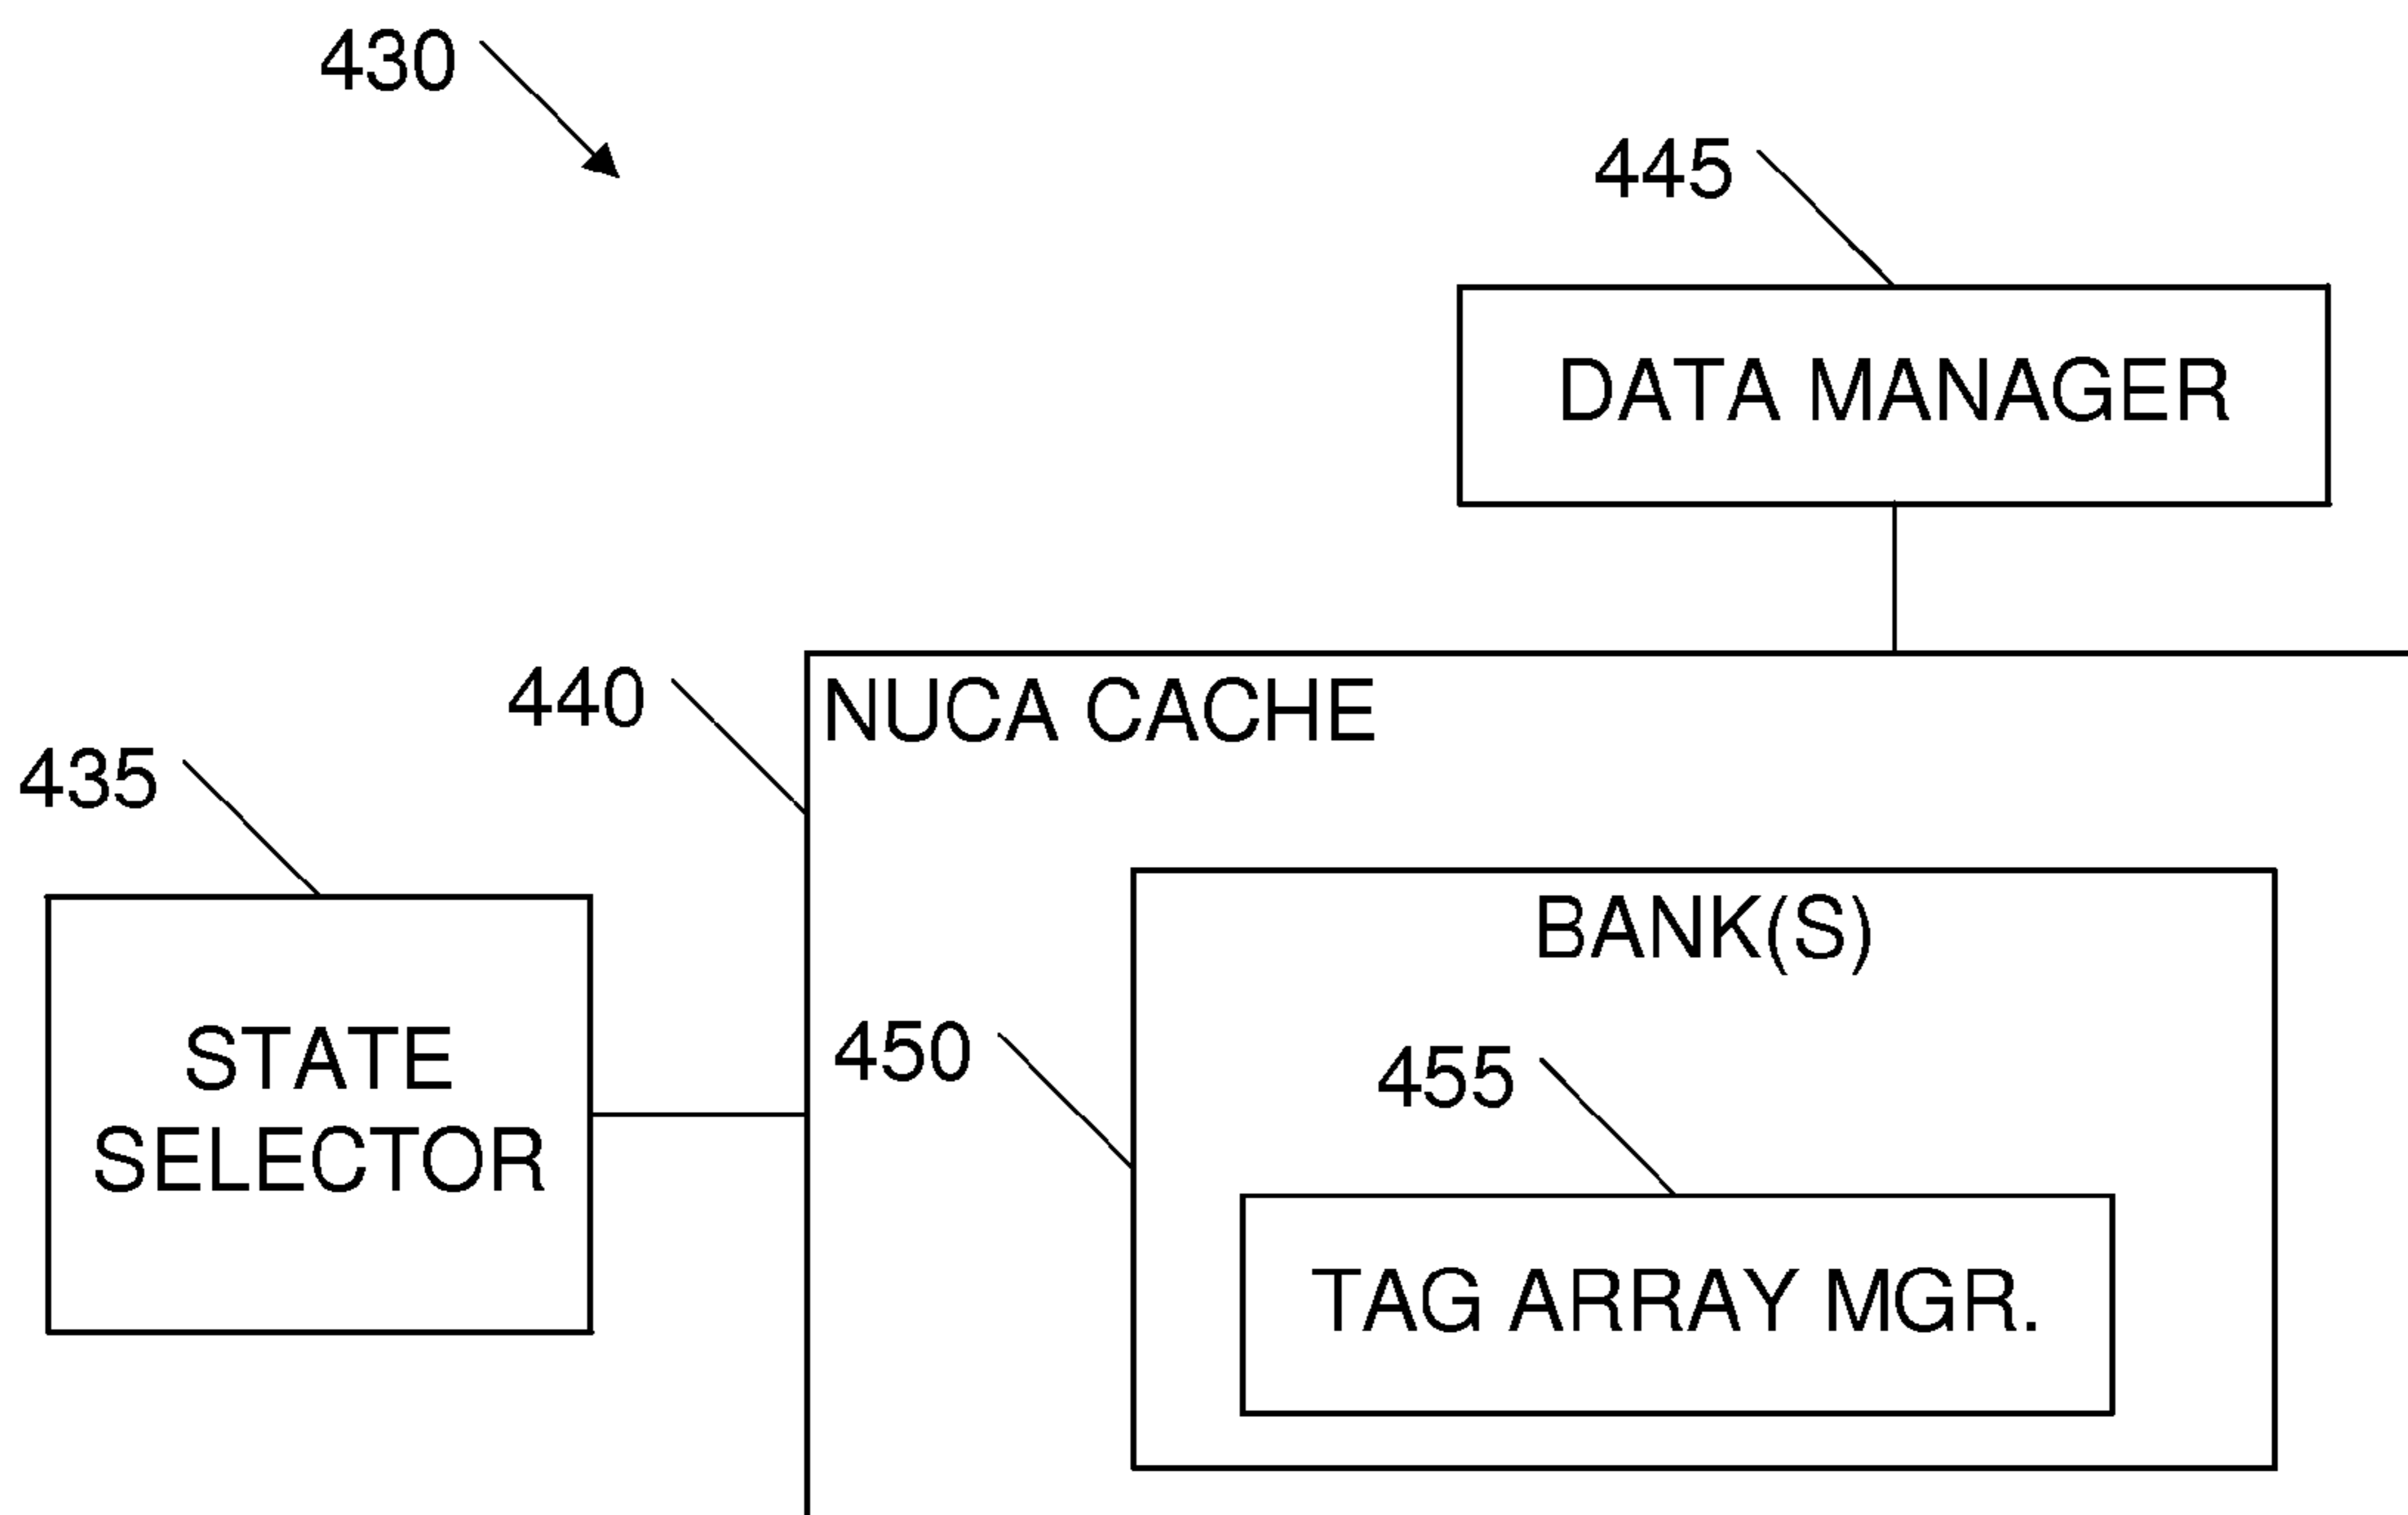 430
445
DATA MANAGER
440
NUCA CACHE
435
BANK(S)
450
455
STATE
SELECTOR
TAG ARRAY MGR.